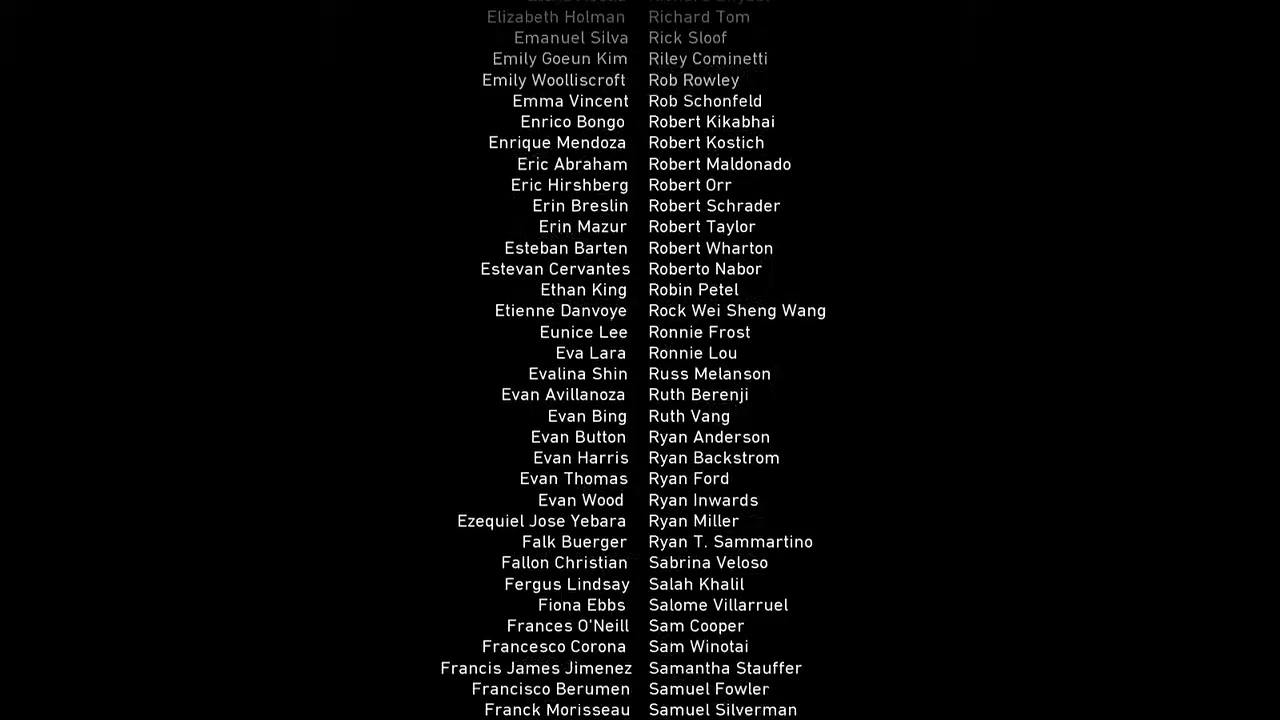 Elizabeth Holman Richard Tom
Emanuel Silva Rick Sloof
Emily Goeun Kim Riley Cominetti
Emily Woolliscroft Rob Rowley
Emma Vincent Rob Schonfeld
Enrico Bongo Robert Kikabhai
Enrique Mendoza Robert Kostich
Eric Abraham Robert Maldonado
Eric Hirshberg Robert Orr
Erin Breslin Robert Schrader
Erin Mazur Robert Taylor
Esteban Barten Robert Wharton
Estevan Cervantes Roberto Nabor
Ethan King Robin Petel
Etienne Danvoye Rock Wei Sheng Wang
Eunice Lee Ronnie Frost
Eva Lara Ronnie Lou
Evalina Shin Russ Melanson
Evan Avillanoza Ruth Berenji
Evan Bing Ruth Vang
Evan Button Ryan Anderson
Evan Harris Ryan Backstrom
Evan Thomas Ryan Ford
Evan Wood Ryan Inwards
Ezequiel Jose Yebara Ryan Miller
Falk Buerger Ryan T. Sammartino
Fallon Christian Sabrina Veloso
Fergus Lindsay Salah Khalil
Fiona Ebbs Salome Villarruel
Frances O'Neill Sam Cooper
Francesco Corona Sam Winotai
Francis James Jimenez Samantha Stauffer
Francisco Berumen Samuel Fowler
Franck Morisseau Samuel Silverman